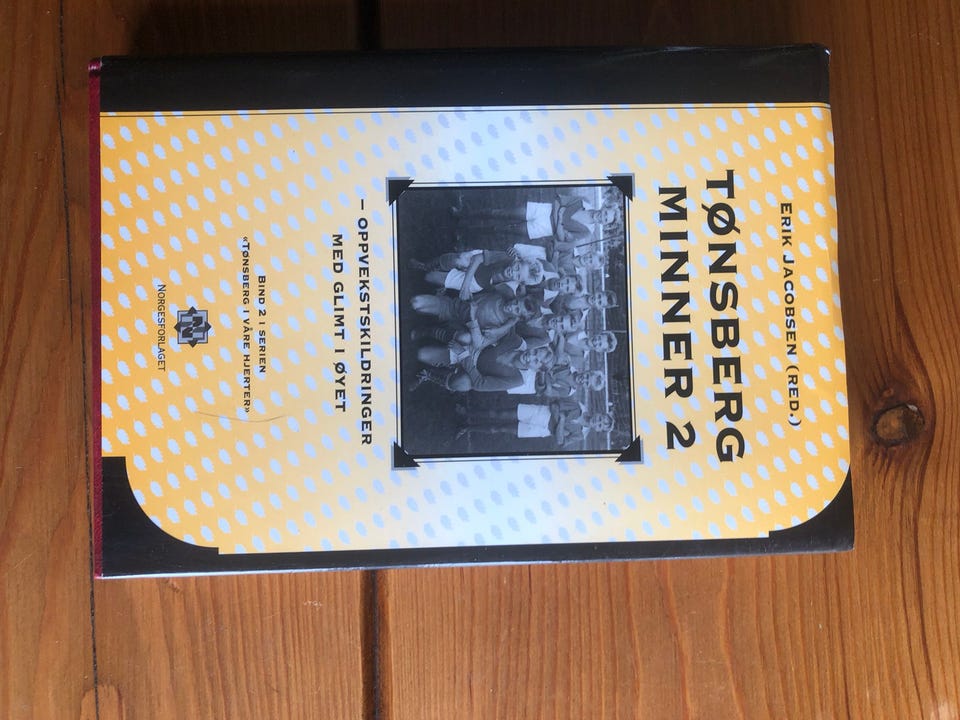 ERIK JACOBSEN (RED.)
TØNSBERG
MINNER 2
– OPPVEKSTSKILDRINGER
MED GLIMT I ØYET
BIND 2 I SERIEN
«TØNSBERG I VÅRE HJERTER»
NORGESFORLAGET